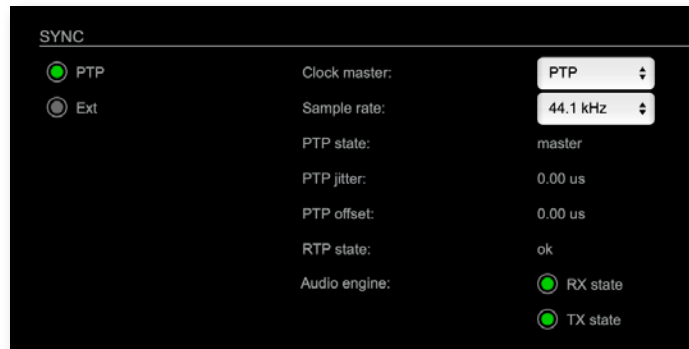 SYNC
PTP Clock master: PTP
Ext Sample rate: 44.1 kHz
PTP state: master
PTP jitter: 0.00 us
PTP offset: 0.00 us
RTP state: ok
Audio engine: RX state
TX state